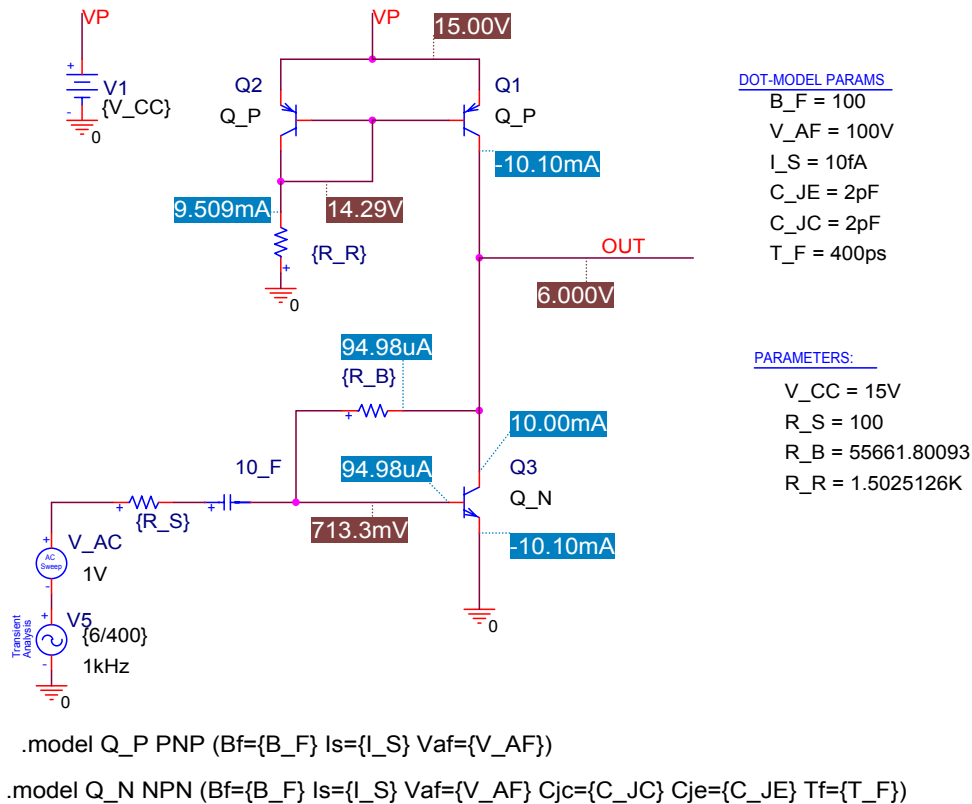 VP
VP
15.00V
+
V1
{V_CC}
-
0
Q2
Q_P
Q1
Q_P
-10.10mA
9.509mA
14.29V
{R_R}
+
0
OUT
6.000V
DOT-MODEL PARAMS
B_F = 100
V_AF = 100V
I_S = 10fA
C_JE = 2pF
C_JC = 2pF
T_F = 400ps
PARAMETERS:
V_CC = 15V
R_S = 100
R_B = 55661.80093
R_R = 1.5025126K
94.98uA
{R_B}
+
10.00mA
10_F
94.98uA
Q3
Q_N
+
{R_S}
+
713.3mV
-10.10mA
0
+
V_AC
AC
Sweep
1V
-
+
V5
Transient
Analysis
{6/400}
1kHz
-
0
.model Q_P PNP (Bf={B_F} Is={I_S} Vaf={V_AF})
.model Q_N NPN (Bf={B_F} Is={I_S} Vaf={V_AF} Cjc={C_JC} Cje={C_JE} Tf={T_F})